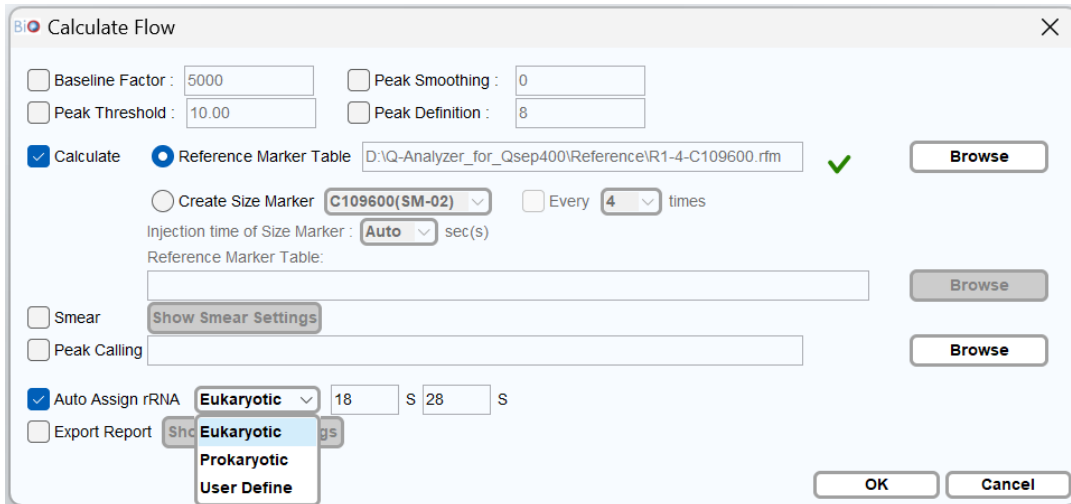 BiO Calculate Flow
Baseline Factor : 5000 Peak Smoothing : 0
Peak Threshold : 10.00 Peak Definition : 8
Calculate Reference Marker Table D:\Q-Analyzer_for_Qsep400\Reference\R1-4-C109600.rfm Browse
Create Size Marker C109600(SM-02) Every 4 times
Injection time of Size Marker : Auto sec(s)
Reference Marker Table:
Browse
Smear Show Smear Settings
Peak Calling Browse
Auto Assign rRNA Eukaryotic 18 S 28 S
Export Report Sho gs
Eukaryotic
Prokaryotic
User Define
OK Cancel